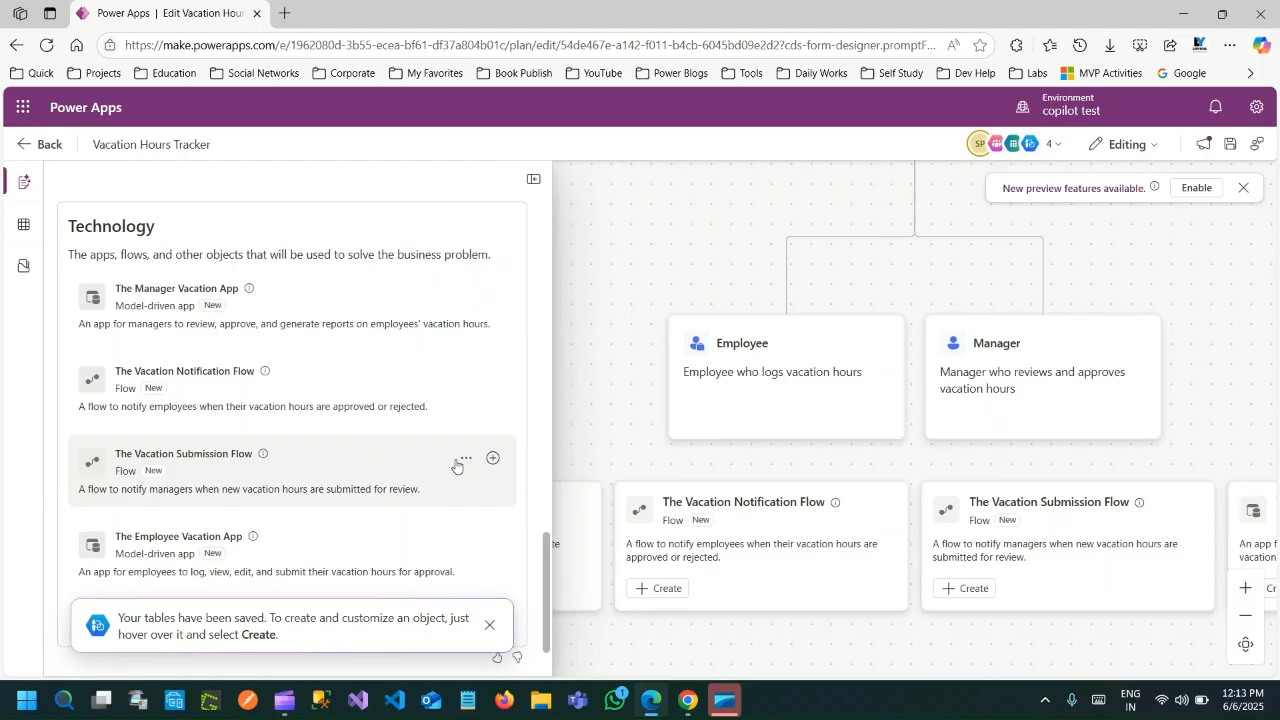 Power Apps | Edit Vacation Hour
https://make.powerapps.com/e/1962080d-3b55-ecea-bf61-df37a804b01c/plan/edit/54de467e-a142-f011-b4cb-6045bd09e2d2?cds-form-designer.promptF...
Quick
Projects
Education
Social Networks
Corporate
My Favorites
Book Publish
YouTube
Power Blogs
Tools
Daily Works
Self Study
Dev Help
Labs
MVP Activities
Google
Power Apps
Environment
copilot test
Back
Vacation Hours Tracker
SP
4
Editing
New preview features available.
Enable
Technology
The apps, flows, and other objects that will be used to solve the business problem.
The Manager Vacation App
Model-driven app New
An app for managers to review, approve, and generate reports on employees' vacation hours.
The Vacation Notification Flow
Flow New
A flow to notify employees when their vacation hours are approved or rejected.
The Vacation Submission Flow
Flow New
A flow to notify managers when new vacation hours are submitted for review.
The Employee Vacation App
Model-driven app New
An app for employees to log, view, edit, and submit their vacation hours for approval.
Your tables have been saved. To create and customize an object, just
hover over it and select Create.
Employee
Employee who logs vacation hours
Manager
Manager who reviews and approves
vacation hours
The Vacation Notification Flow
Flow New
A flow to notify employees when their vacation hours are
approved or rejected.
Create
The Vacation Submission Flow
Flow New
A flow to notify managers when new vacation hours are
submitted for review.
Create
An app f
vacation
Cr
1
ENG
IN
12:13 PM
6/6/2025